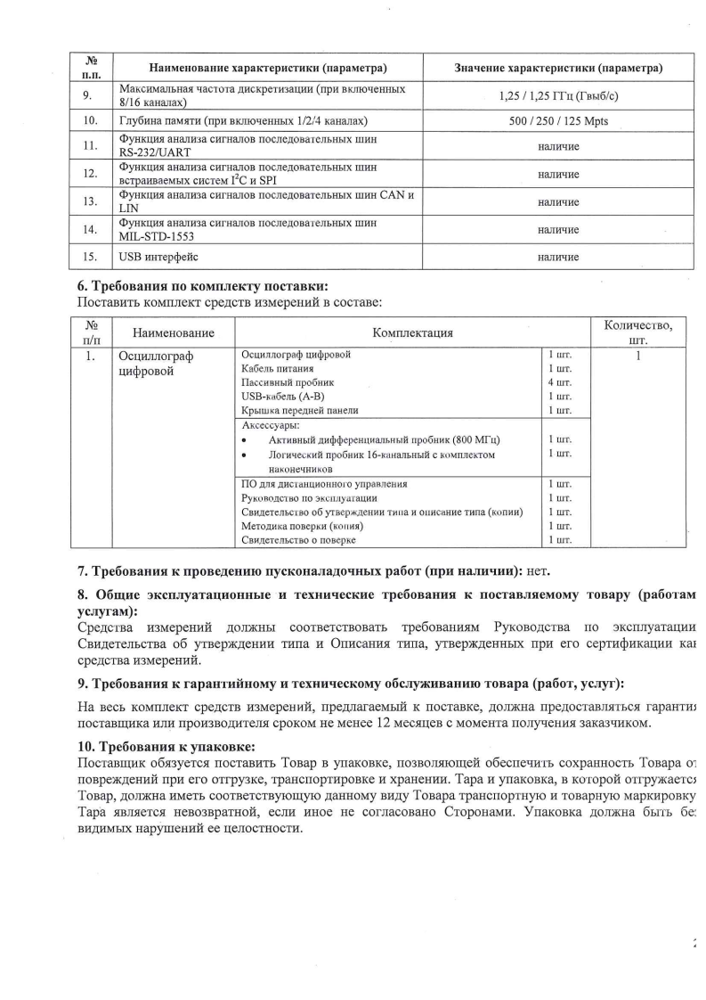 №
п.п.
Наименование характеристики (параметра)
Значение характеристики (параметра)
9.
Максимальная частота дискретизации (при включенных
8/16 каналах)
1,25 / 1,25 ГГц (Гвыб/с)
10.
Глубина памяти (при включенных 1/2/4 каналах)
500 / 250 / 125 Mpts
11.
Функция анализа сигналов последовательных шин
RS-232/UART
наличие
12.
Функция анализа сигналов последовательных шин
встраиваемых систем I²C и SPI
наличие
13.
Функция анализа сигналов последовательных шин CAN и
LIN
наличие
14.
Функция анализа сигналов последовательных шин
MIL-STD-1553
наличие
15.
USB интерфейс
наличие
6. Требования по комплекту поставки:
Поставить комплект средств измерений в составе:
№
п/п
Наименование
Комплектация
Количество,
шт.
1.
Осциллограф
цифровой
Осциллограф цифровой 1 шт.
Кабель питания 1 шт.
Пассивный пробник 4 шт.
USB-кабель (A-B) 1 шт.
Крышка передней панели 1 шт.
1
Аксессуары:
• Активный дифференциальный пробник (800 МГц) 1 шт.
• Логический пробник 16-канальный с комплектом 1 шт.
наконечников
ПО для дистанционного управления 1 шт.
Руководство по эксплуатации 1 шт.
Свидетельство об утверждении типа и описание типа (копии) 1 шт.
Методика поверки (копия) 1 шт.
Свидетельство о поверке 1 шт.
7. Требования к проведению пусконаладочных работ (при наличии): нет.
8. Общие эксплуатационные и технические требования к поставляемому товару (работам
услугам):
Средства измерений должны соответствовать требованиям Руководства по эксплуатации
Свидетельства об утверждении типа и Описания типа, утвержденных при его сертификации как
средства измерений.
9. Требования к гарантийному и техническому обслуживанию товара (работ, услуг):
На весь комплект средств измерений, предлагаемый к поставке, должна предоставляться гарантия
поставщика или производителя сроком не менее 12 месяцев с момента получения заказчиком.
10. Требования к упаковке:
Поставщик обязуется поставить Товар в упаковке, позволяющей обеспечить сохранность Товара от
повреждений при его отгрузке, транспортировке и хранении. Тара и упаковка, в которой отгружается
Товар, должна иметь соответствующую данному виду Товара транспортную и товарную маркировку
Тара является невозвратной, если иное не согласовано Сторонами. Упаковка должна быть без
видимых нарушений ее целостности.